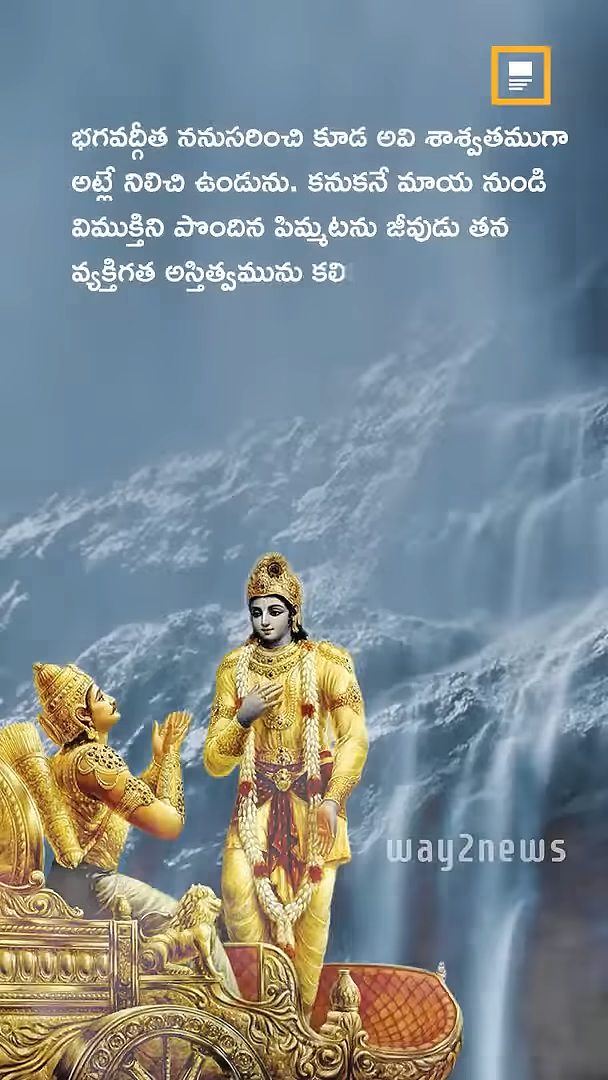 భగవద్గీత ననుసరించి కూడ అవి శాశ్వతముగా
అట్లే నిలిచి ఉండును. కనుకనే మాయ నుండి
విముక్తిని పొందిన పిమ్మటను జీవుడు తన
వ్యక్తిగత అస్తిత్వమును కలి
way2news